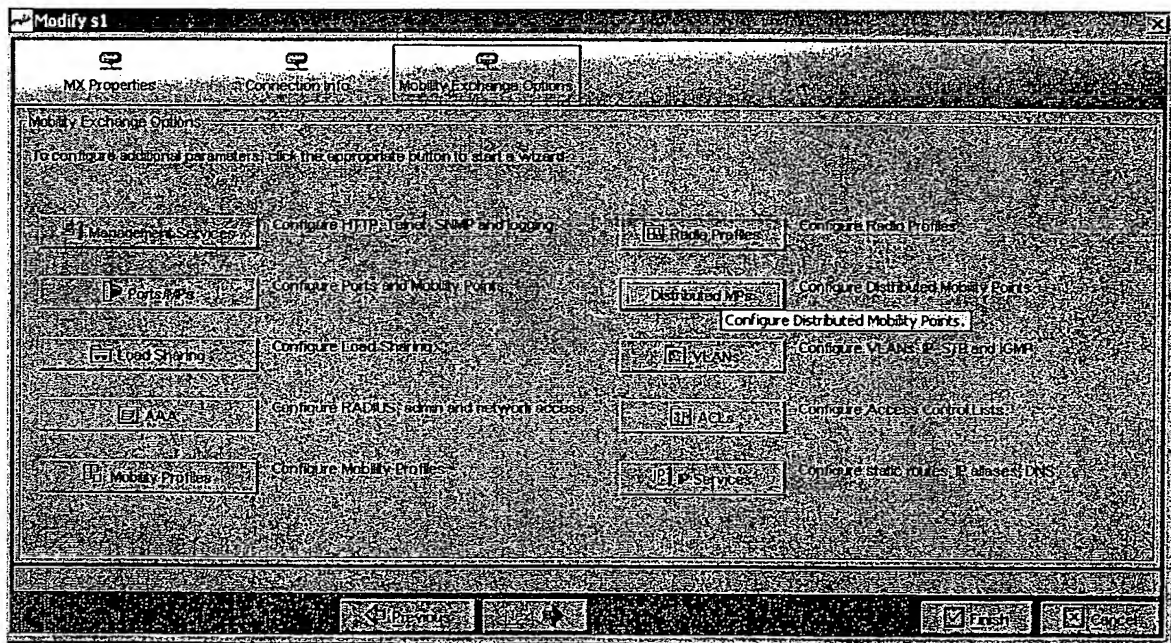 Modify s1
MX Properties
Connection Info
Mobility Exchange Options
Mobility Exchange Options
To configure additional parameters, click the appropriate button to start a wizard.
Management Services
Configure HTTP, Telnet, SNMP and logging
Radio Profiles
Configure Radio Profiles
Ports/MPs
Configure Ports and Mobility Points
Distributed MPs
Configure Distributed Mobility Points
Configure Distributed Mobility Points.
Load Sharing
Configure Load Sharing
VLANs
Configure VLANs, IP, STP and IGMP
AAA
Configure RADIUS, admin and network access
ACLs
Configure Access Control Lists
Mobility Profiles
Configure Mobility Profiles
IP Services
Configure static routes, IP aliases, DNS
Previous
Finish
Cancel